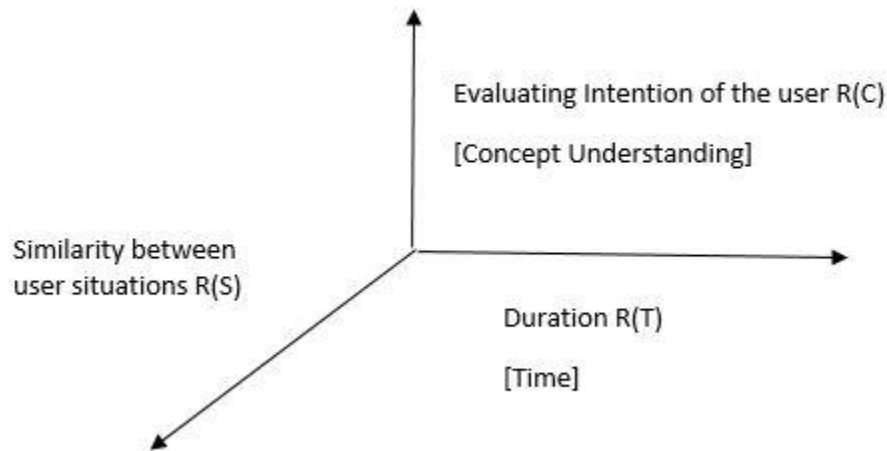 Evaluating Intention of the user R(C)
[Concept Understanding]
Similarity between
user situations R(S)
Duration R(T)
[Time]